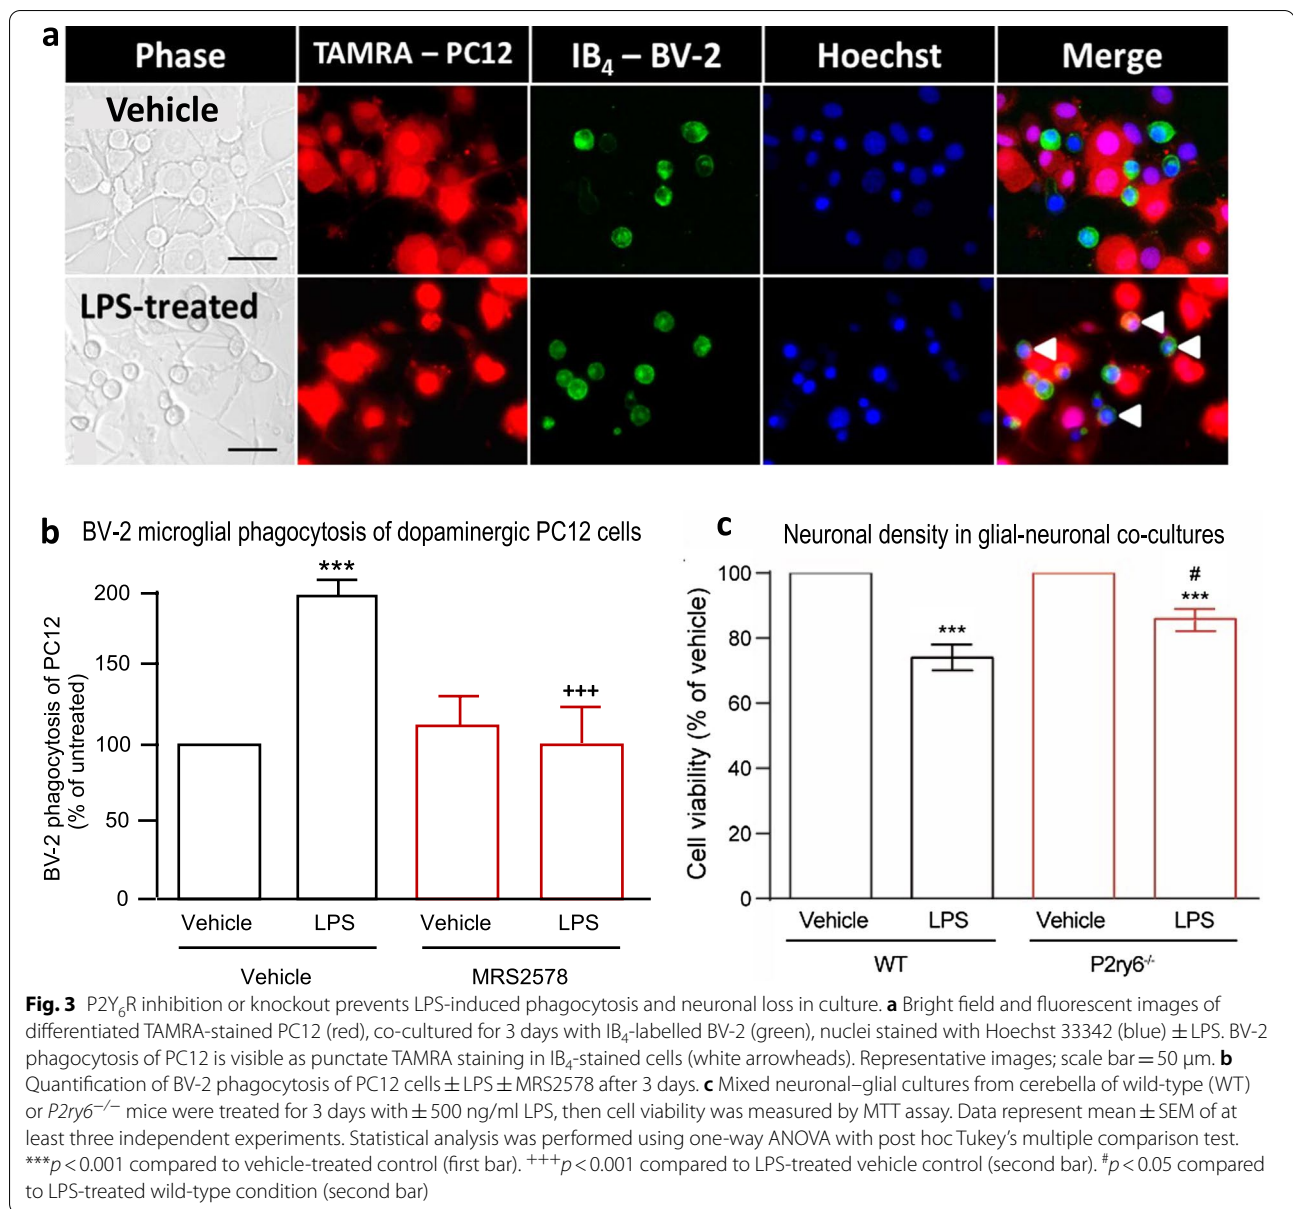 a
Phase TAMRA – PC12 IB₄ – BV-2 Hoechst Merge
Vehicle
LPS-treated
b BV-2 microglial phagocytosis of dopaminergic PC12 cells
BV-2 phagocytosis of PC12
(% of untreated)
200
150
100
50
0
***
+++
Vehicle LPS Vehicle LPS
Vehicle MRS2578
c Neuronal density in glial-neuronal co-cultures
Cell viability (% of vehicle)
100
80
60
40
20
0
***
#
***
Vehicle LPS Vehicle LPS
WT P2ry6⁻/⁻
Fig. 3 P2Y₆R inhibition or knockout prevents LPS-induced phagocytosis and neuronal loss in culture. a Bright field and fluorescent images of
differentiated TAMRA-stained PC12 (red), co-cultured for 3 days with IB₄-labelled BV-2 (green), nuclei stained with Hoechst 33342 (blue) ± LPS. BV-2
phagocytosis of PC12 is visible as punctate TAMRA staining in IB₄-stained cells (white arrowheads). Representative images; scale bar = 50 µm. b
Quantification of BV-2 phagocytosis of PC12 cells ± LPS ± MRS2578 after 3 days. c Mixed neuronal–glial cultures from cerebella of wild-type (WT)
or P2ry6⁻/⁻ mice were treated for 3 days with ± 500 ng/ml LPS, then cell viability was measured by MTT assay. Data represent mean ± SEM of at
least three independent experiments. Statistical analysis was performed using one-way ANOVA with post hoc Tukey's multiple comparison test.
***p < 0.001 compared to vehicle-treated control (first bar). +++p < 0.001 compared to LPS-treated vehicle control (second bar). #p < 0.05 compared
to LPS-treated wild-type condition (second bar)